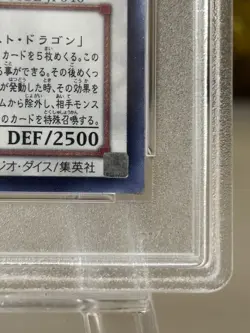 JP040
スト・ドラゴン」
カードを5枚めくる。この
る事ができる。その後めくっ
が発動した時、その効果を
ムから除外し、相手モンス
のカードを特殊召喚する。
DEF/2500
ジオ・ダイス/集英社